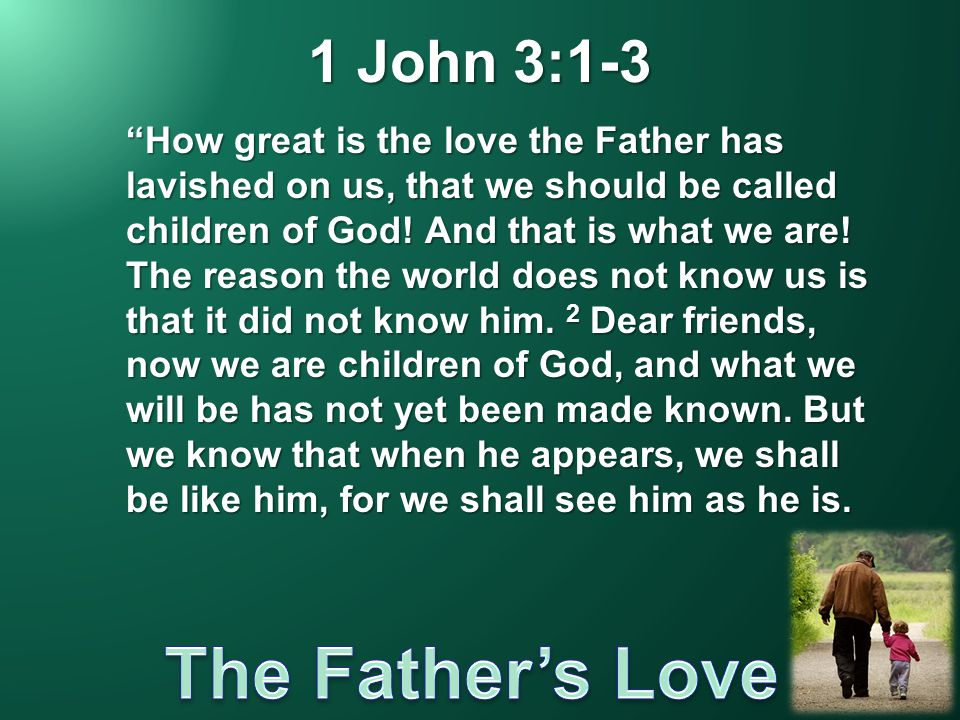 1 John 3:1-3
“How great is the love the Father has
lavished on us, that we should be called
children of God! And that is what we are!
The reason the world does not know us is
that it did not know him. 2 Dear friends,
now we are children of God, and what we
will be has not yet been made known. But
we know that when he appears, we shall
be like him, for we shall see him as he is.
The Father’s Love